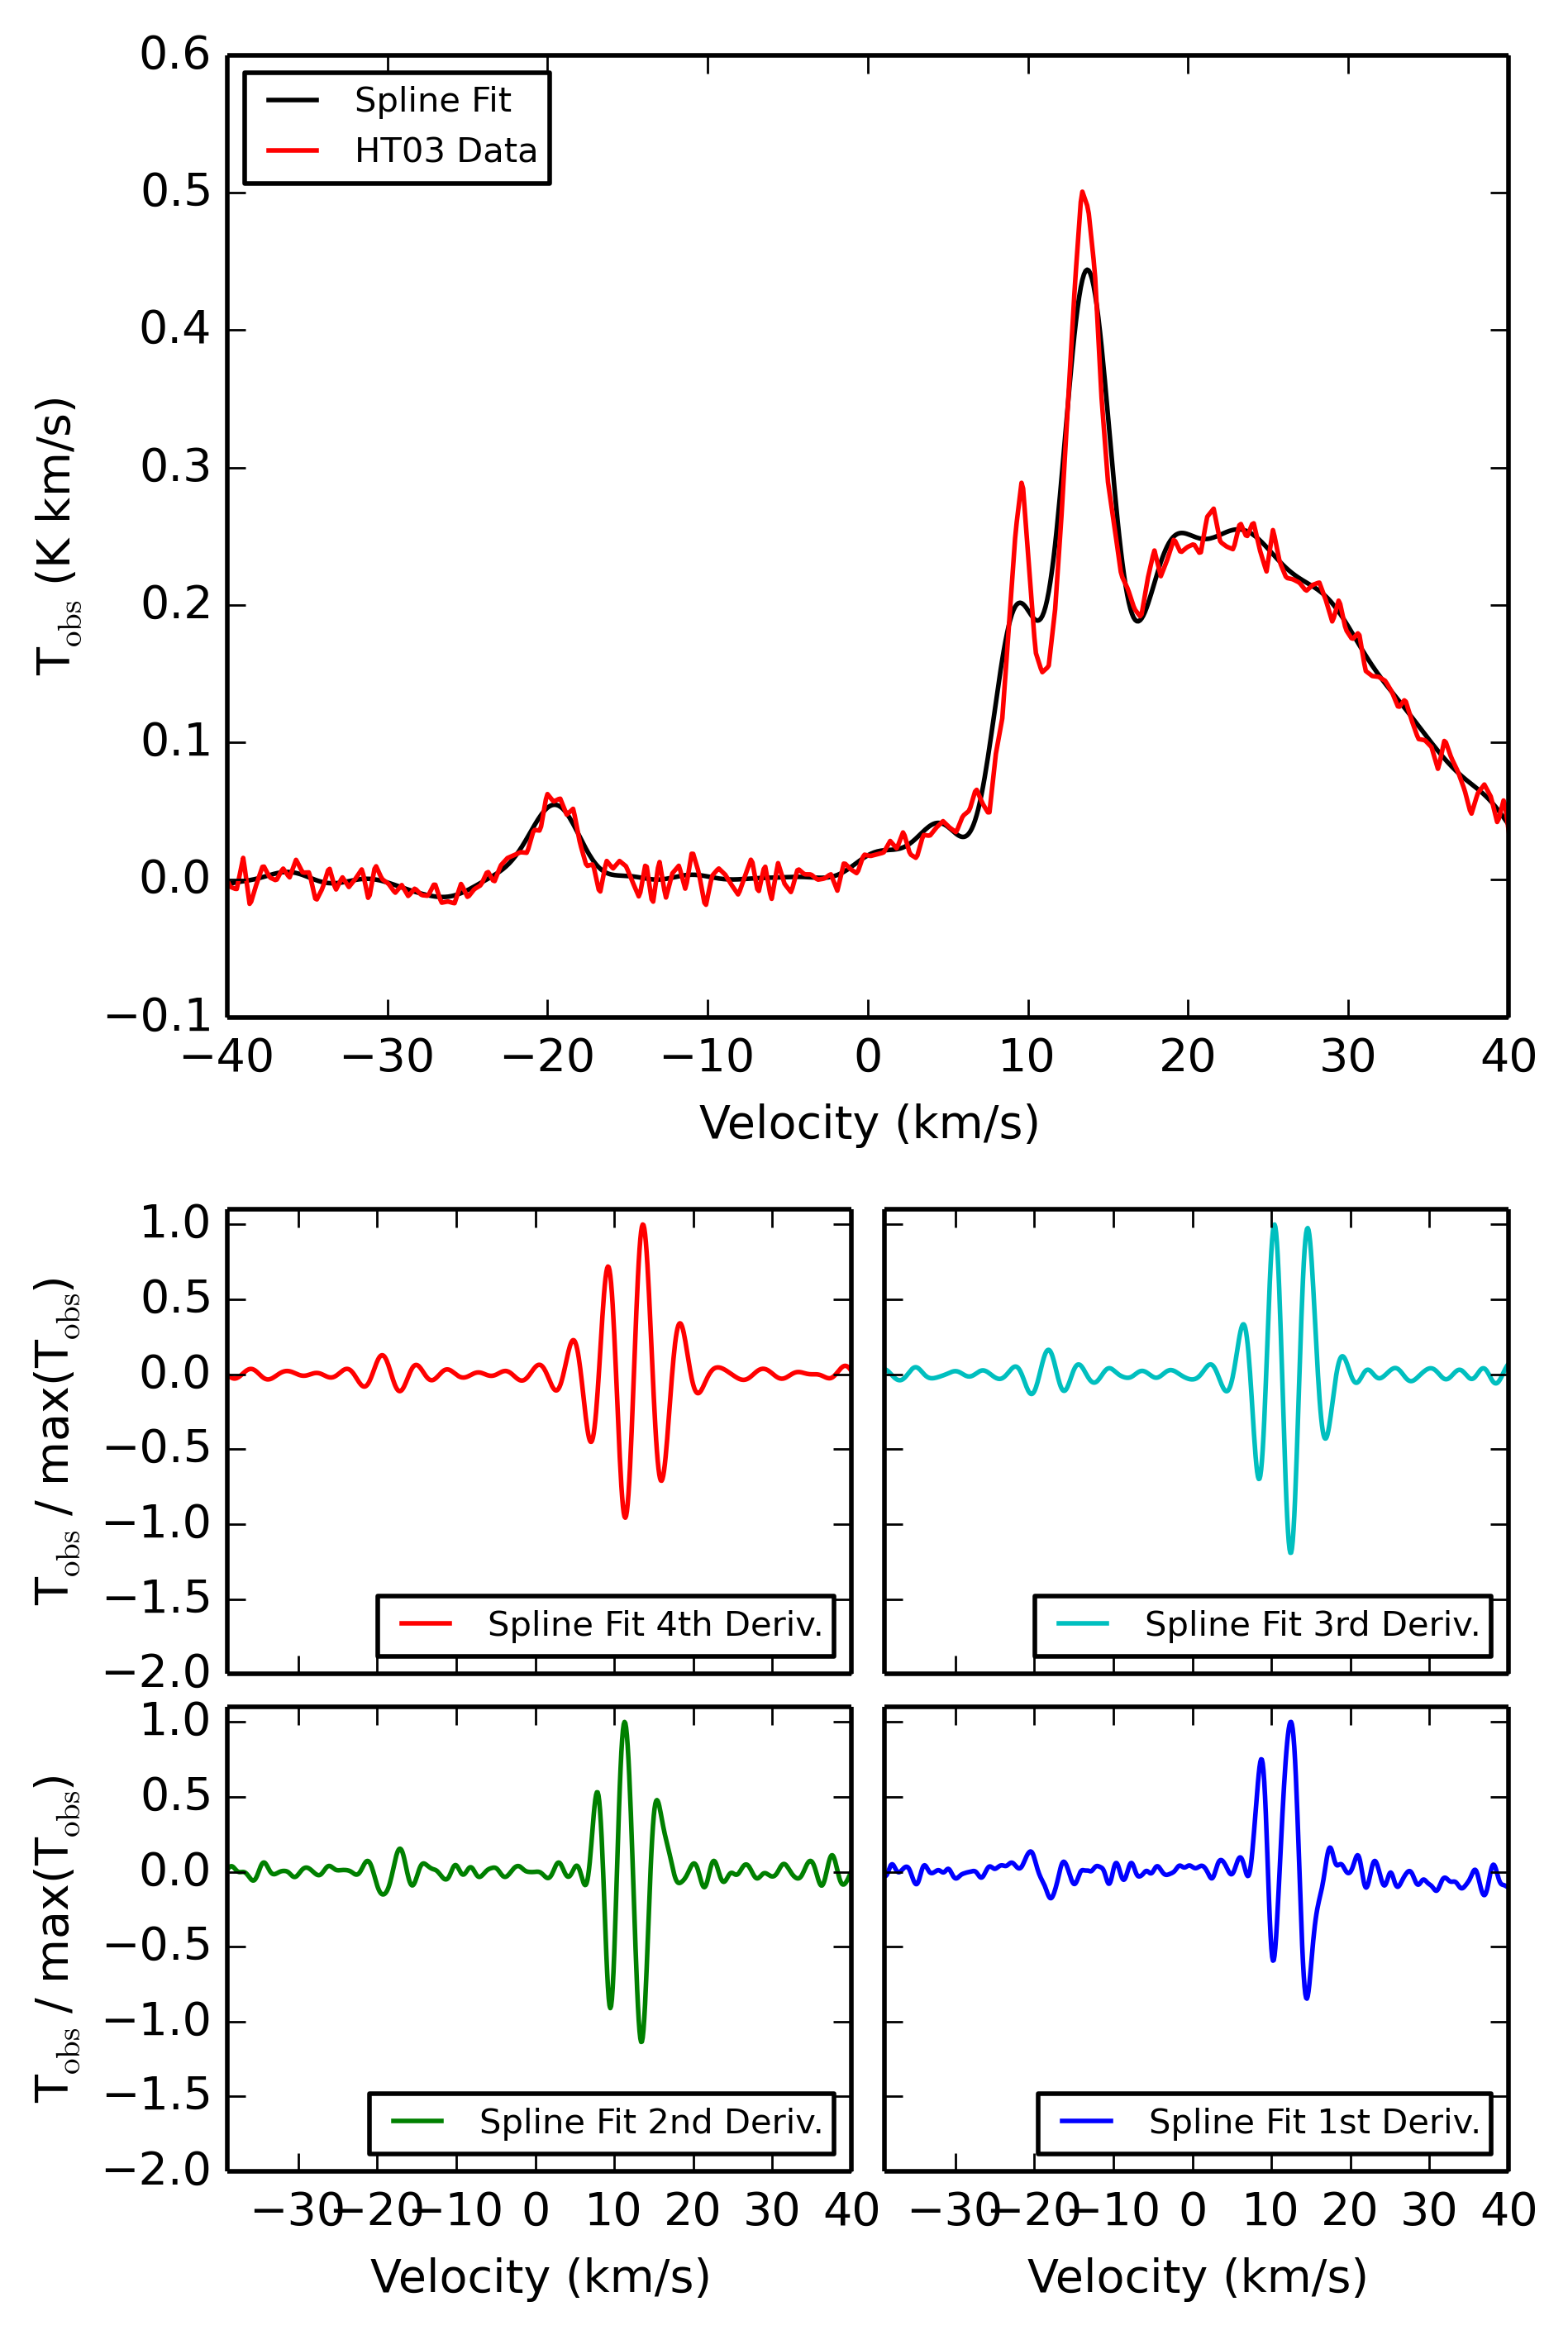 0.6
Spline Fit
HT03 Data
0.5
0.4
0.3
0.2
0.1
0.0
−0.1
T_obs (K km/s)
−40 −30 −20 −10 0 10 20 30 40
Velocity (km/s)
1.0
0.5
0.0
−0.5
−1.0
−1.5
−2.0
T_obs / max(T_obs)
Spline Fit 4th Deriv.
Spline Fit 3rd Deriv.
1.0
0.5
0.0
−0.5
−1.0
−1.5
−2.0
T_obs / max(T_obs)
Spline Fit 2nd Deriv.
Spline Fit 1st Deriv.
−30 −20 −10 0 10 20 30 40
−30 −20 −10 0 10 20 30 40
Velocity (km/s)
Velocity (km/s)